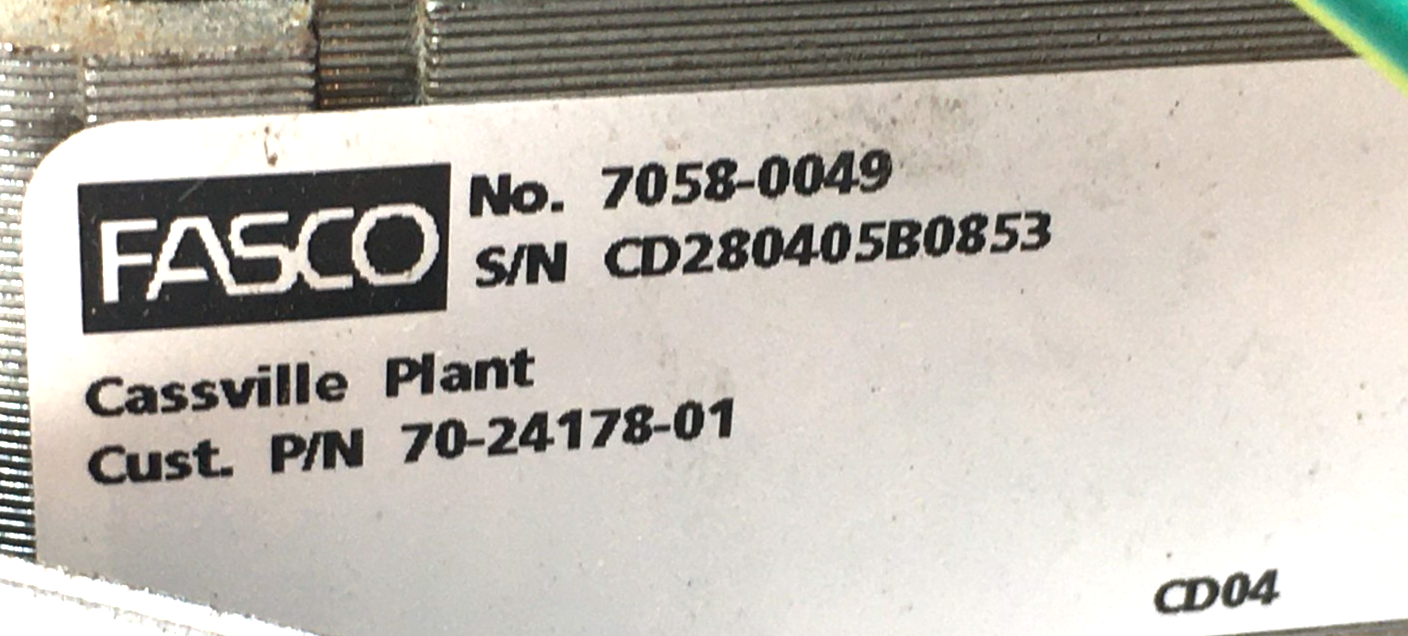 FASCO
No. 7058-0049
S/N CD280405B0853
Cassville Plant
Cust. P/N 70-24178-01
CD04